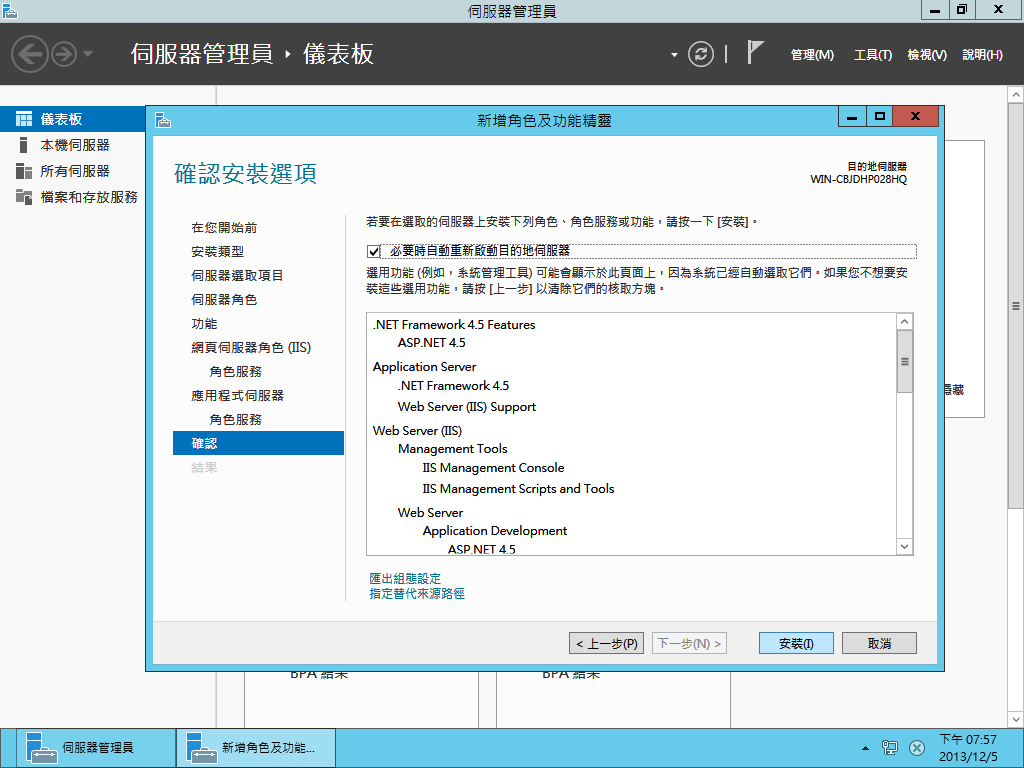 伺服器管理員
伺服器管理員 ‣ 儀表板
管理(M) 工具(T) 檢視(V) 說明(H)
儀表板
本機伺服器
所有伺服器
檔案和存放服務
新增角色及功能精靈
確認安裝選項
目的地伺服器
WIN-CBJDHP028HQ
在您開始前
安裝類型
伺服器選取項目
伺服器角色
功能
網頁伺服器角色 (IIS)
角色服務
應用程式伺服器
角色服務
確認
結果
若要在選取的伺服器上安裝下列角色、角色服務或功能，請按一下 [安裝]。
必要時自動重新啟動目的地伺服器
選用功能 (例如，系統管理工具) 可能會顯示於此頁面上，因為系統已經自動選取它們。如果您不想要安
裝這些選用功能，請按 [上一步] 以清除它們的核取方塊。
.NET Framework 4.5 Features
ASP.NET 4.5
Application Server
.NET Framework 4.5
Web Server (IIS) Support
Web Server (IIS)
Management Tools
IIS Management Console
IIS Management Scripts and Tools
Web Server
Application Development
ASP.NET 4.5
匯出組態設定
指定替代來源路徑
隱藏
< 上一步(P) 下一步(N) > 安裝(I) 取消
BPA 結果 BPA 結果
伺服器管理員 新增角色及功能... 下午 07:57
2013/12/5